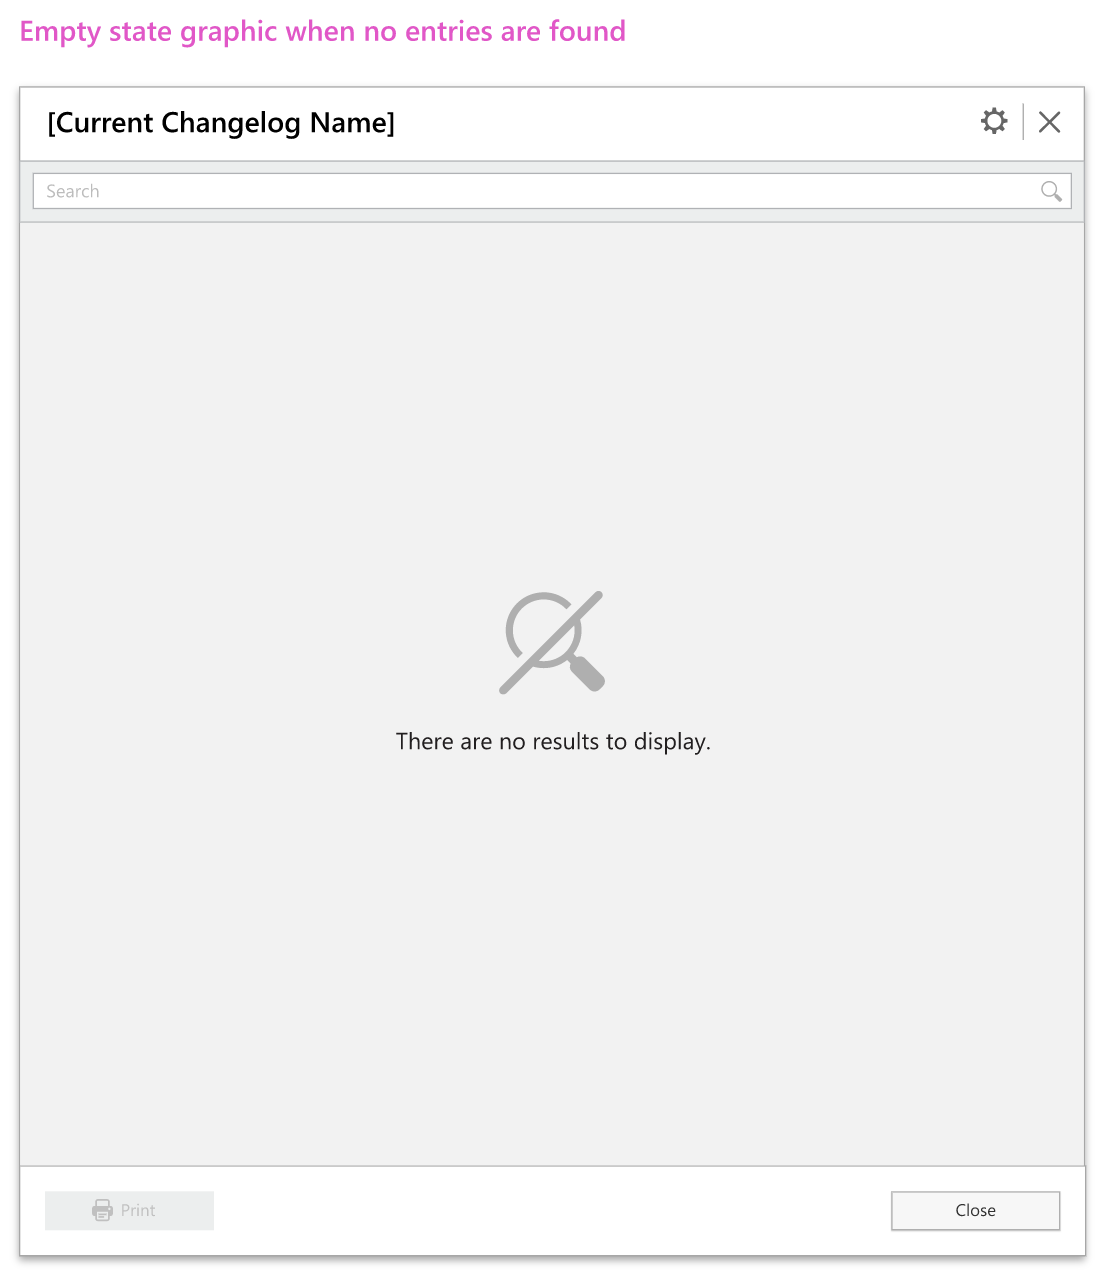 Empty state graphic when no entries are found
[Current Changelog Name]
Search
There are no results to display.
Print
Close